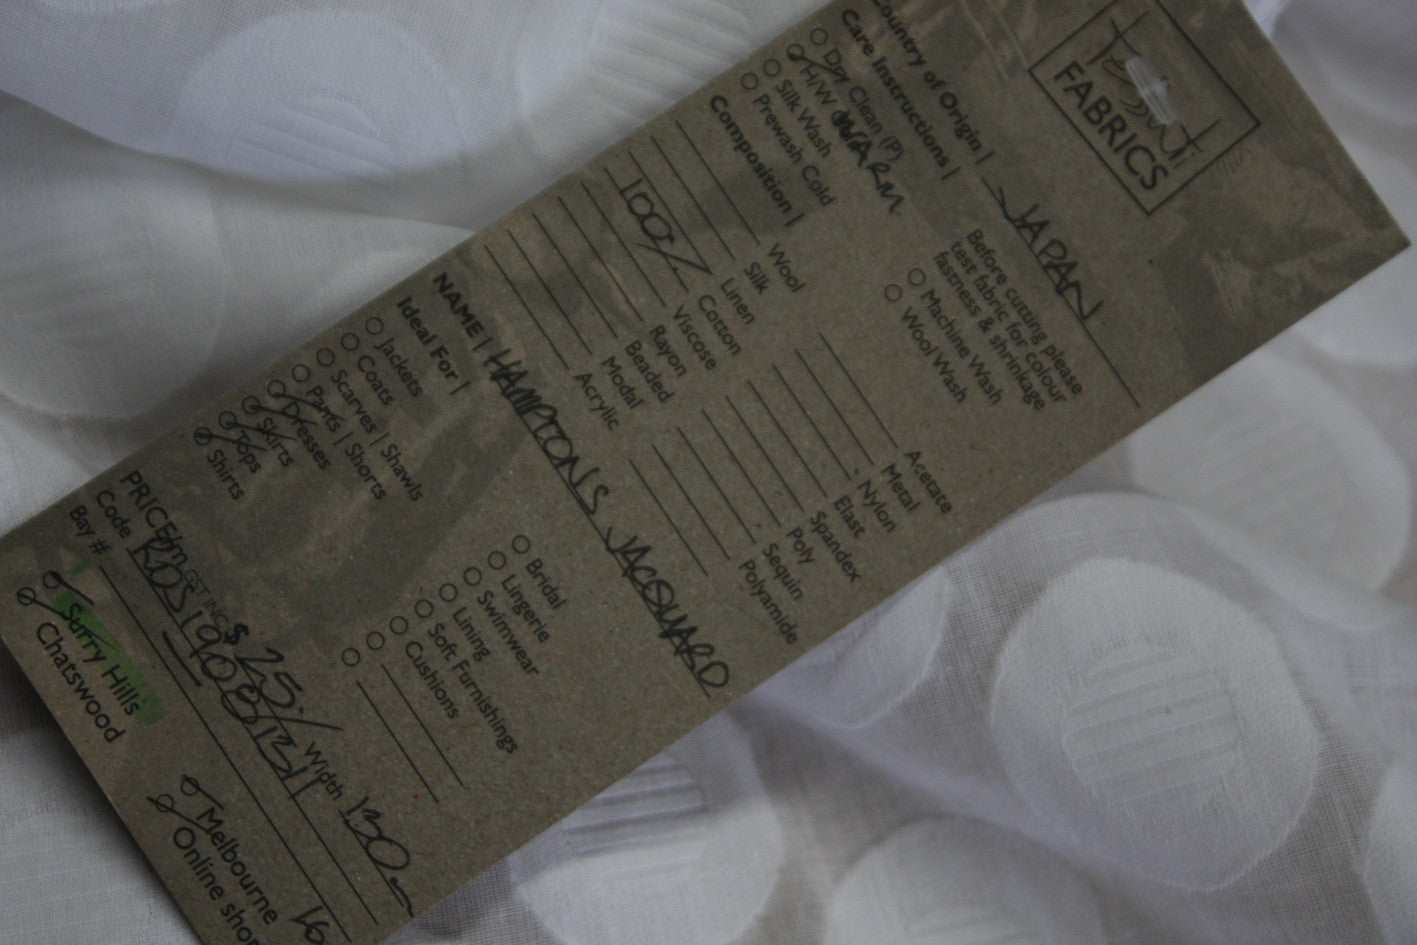 Tessuti
FABRICS
Country of Origin | JAPAN
Care Instructions |
Dry Clean (P)
H/W WARM
Silk Wash
Prewash Cold
Before cutting please
test fabric for colour
fastness & shrinkage
Machine Wash
Wool Wash
Composition |
Wool
Silk
Linen
100% Cotton
Viscose
Rayon
Beaded
Modal
Acrylic
Acetate
Metal
Nylon
Elast
Spandex
Poly
Sequin
Polyamide
NAME | HAMPTONS JACQUARD
Ideal For |
Jackets
Coats
Scarves | Shawls
Pants | Shorts
Dresses
Skirts
Tops
Shirts
Bridal
Lingerie
Swimwear
Lining
Soft Furnishings
Cushions
PRICE/m GST INC $ 25./ Width 130
Code
Bay #
Surry Hills
Chatswood
Melbourne 16
Online shop